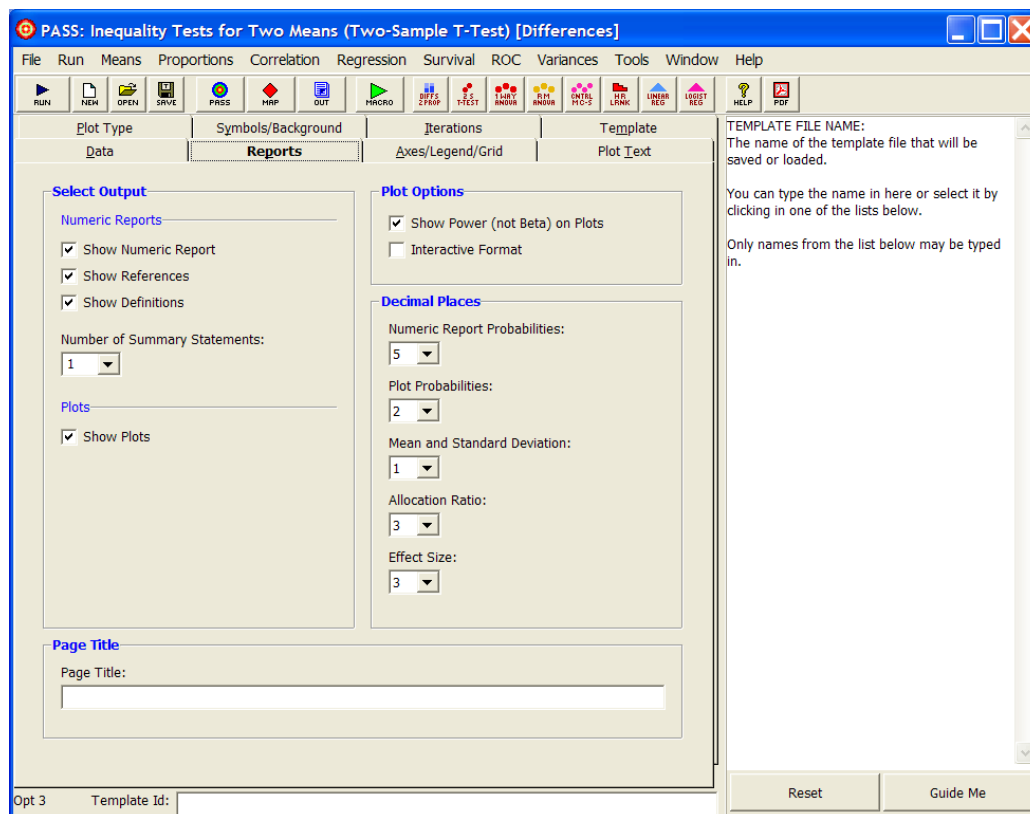 PASS: Inequality Tests for Two Means (Two-Sample T-Test) [Differences]
File Run Means Proportions Correlation Regression Survival ROC Variances Tools Window Help
RUN NEW OPEN SAVE PASS MAP OUT MACRO DIFFS 2 PROP 2 S T-TEST 1 WAY ANOVA RM ANOVA CNTRL MC-S HR LRNK LINEAR REG LOGIST REG HELP PDF
Plot Type Symbols/Background Iterations Template
Data Reports Axes/Legend/Grid Plot Text
Select Output
Numeric Reports
Show Numeric Report
Show References
Show Definitions
Number of Summary Statements:
1
Plots
Show Plots
Plot Options
Show Power (not Beta) on Plots
Interactive Format
Decimal Places
Numeric Report Probabilities:
5
Plot Probabilities:
2
Mean and Standard Deviation:
1
Allocation Ratio:
3
Effect Size:
3
Page Title
Page Title:
Opt 3 Template Id:
TEMPLATE FILE NAME:
The name of the template file that will be
saved or loaded.
You can type the name in here or select it by
clicking in one of the lists below.
Only names from the list below may be typed
in.
Reset Guide Me